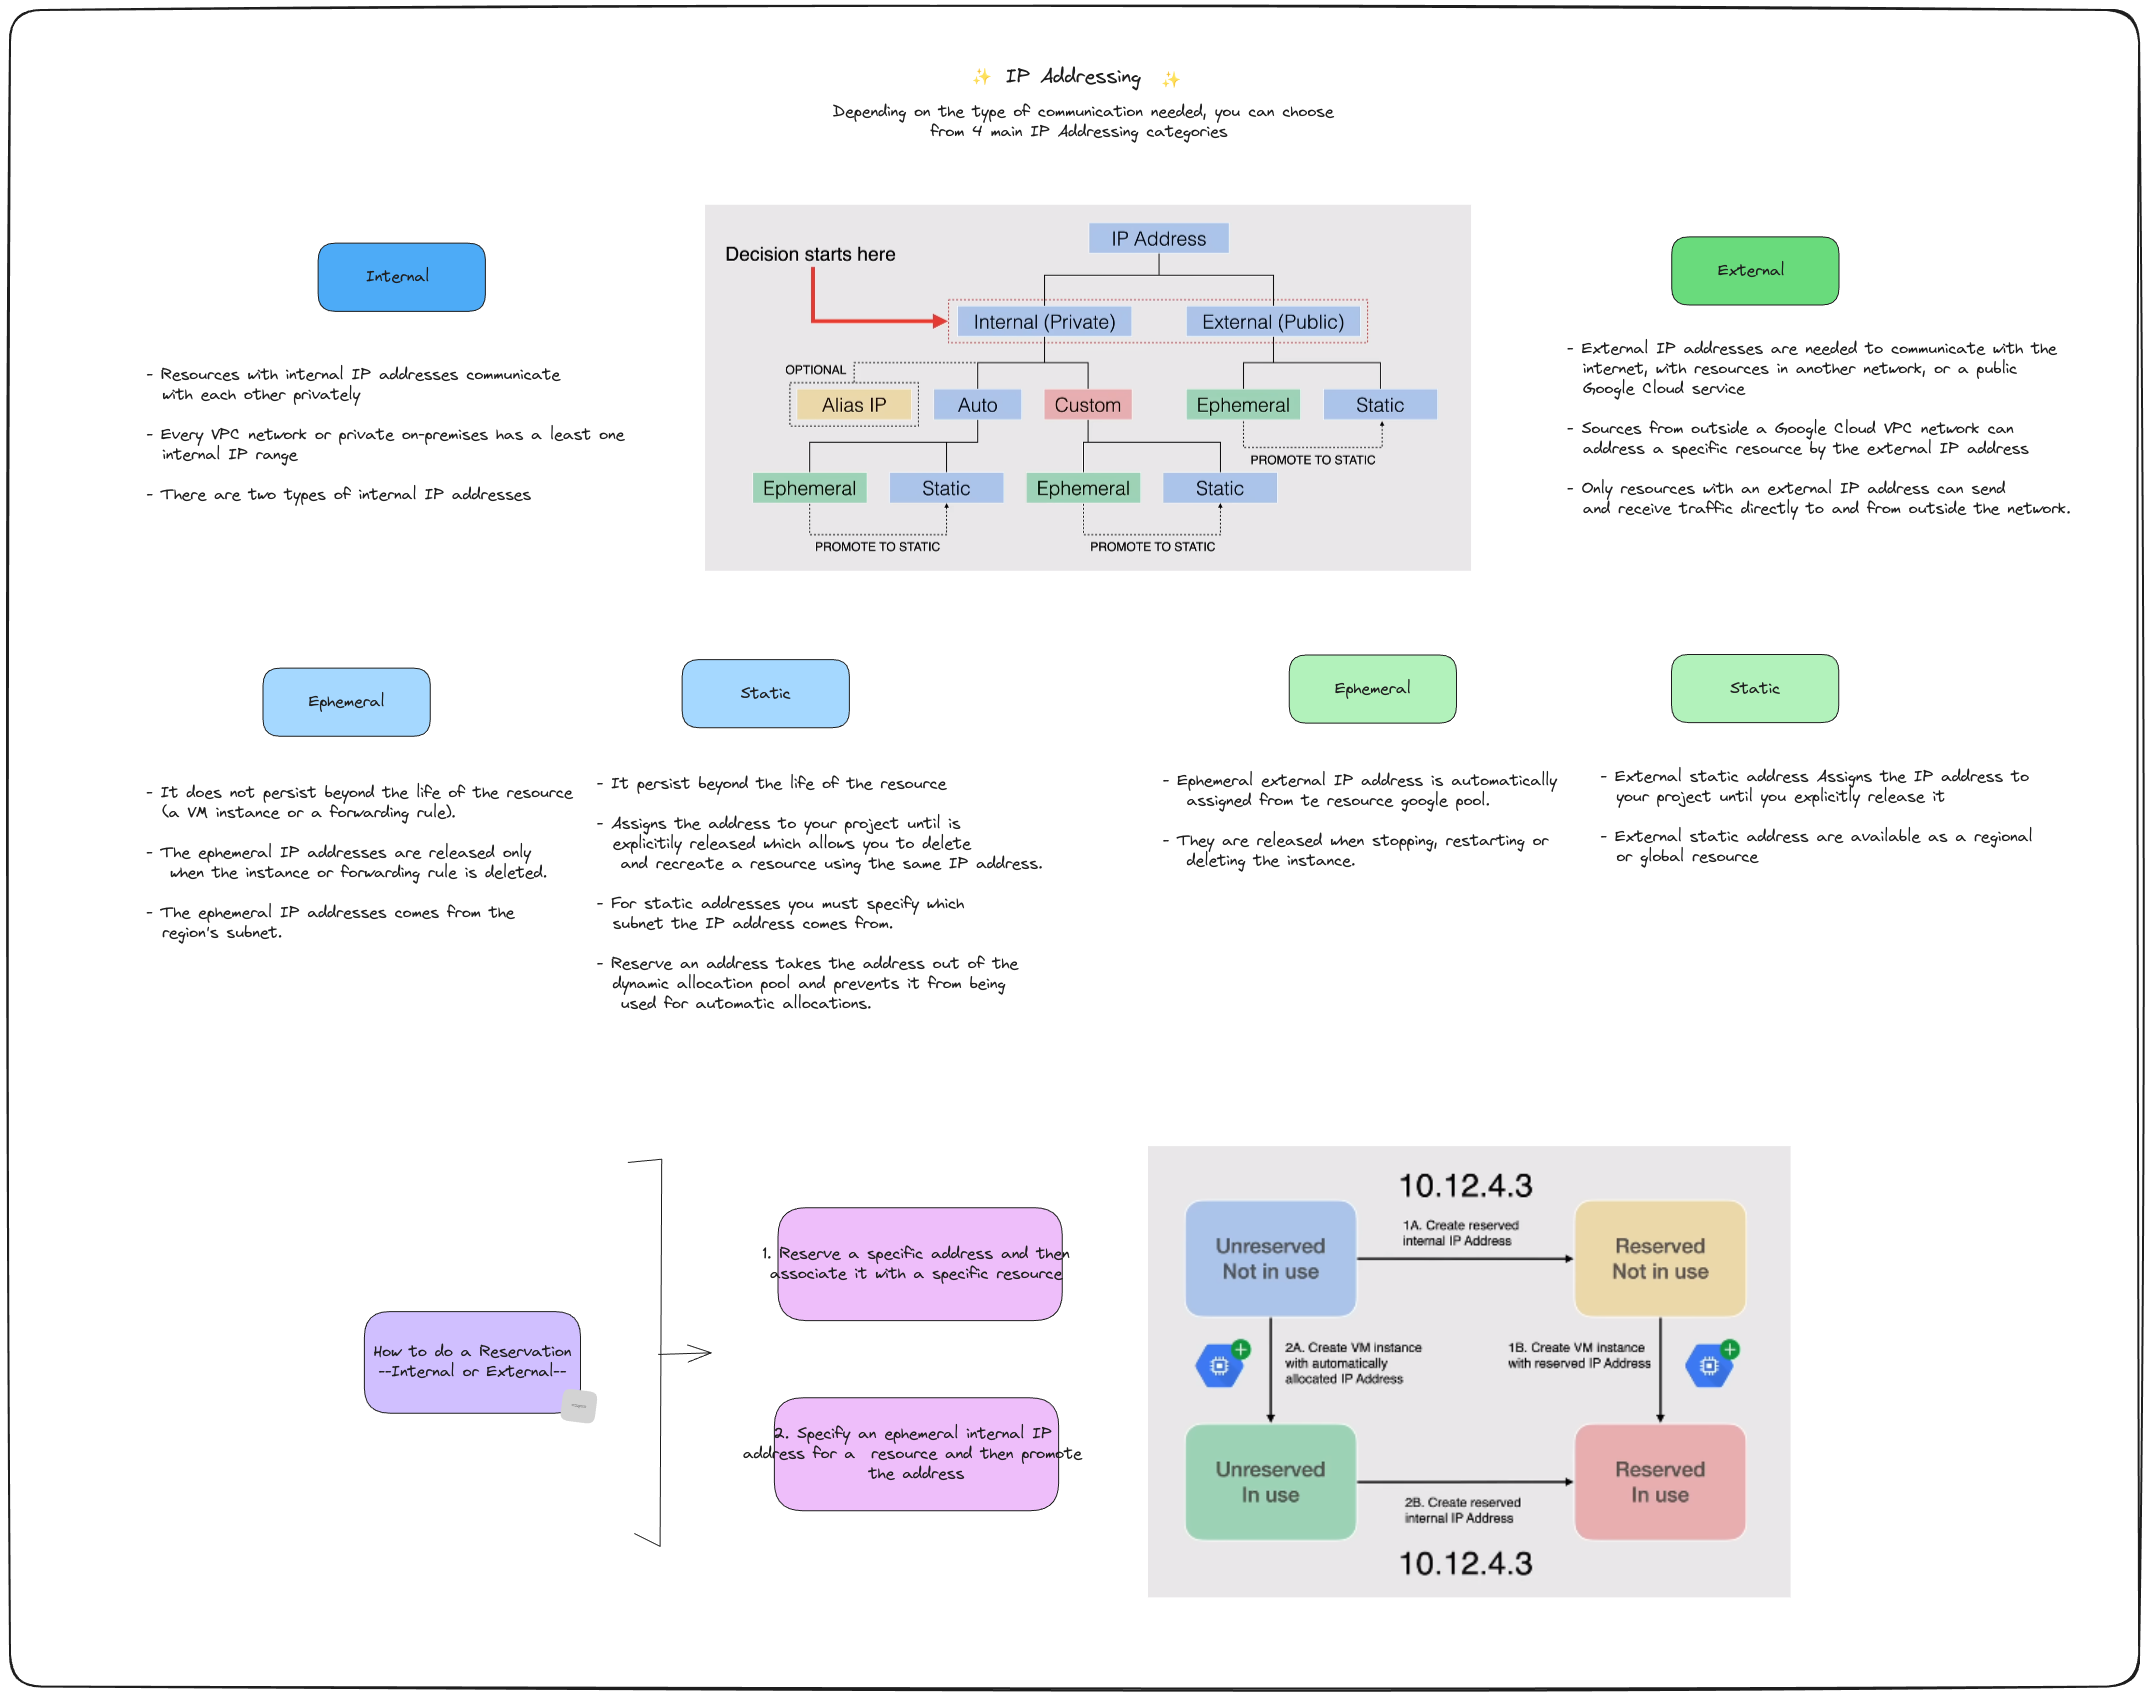 ✨ IP Addressing ✨
Depending on the type of communication needed, you can choose
from 4 main IP Addressing categories
Internal
- Resources with internal IP addresses communicate
with each other privately
- Every VPC network or private on-premises has a least one
internal IP range
- There are two types of internal IP addresses
Decision starts here
IP Address
Internal (Private)
External (Public)
OPTIONAL
Alias IP
Auto
Custom
Ephemeral
Static
PROMOTE TO STATIC
Ephemeral
Static
Ephemeral
Static
PROMOTE TO STATIC
PROMOTE TO STATIC
External
- External IP addresses are needed to communicate with the
internet, with resources in another network, or a public
Google Cloud service
- Sources from outside a Google Cloud VPC network can
address a specific resource by the external IP address
- Only resources with an external IP address can send
and receive traffic directly to and from outside the network.
Ephemeral
- It does not persist beyond the life of the resource
(a VM instance or a forwarding rule).
- The ephemeral IP addresses are released only
when the instance or forwarding rule is deleted.
- The ephemeral IP addresses comes from the
region's subnet.
Static
- It persist beyond the life of the resource
- Assigns the address to your project until is
explicitily released which allows you to delete
and recreate a resource using the same IP address.
- For static addresses you must specify which
subnet the IP address comes from.
- Reserve an address takes the address out of the
dynamic allocation pool and prevents it from being
used for automatic allocations.
Ephemeral
- Ephemeral external IP address is automatically
assigned from te resource google pool.
- They are released when stopping, restarting or
deleting the instance.
Static
- External static address Assigns the IP address to
your project until you explicitly release it
- External static address are available as a regional
or global resource
How to do a Reservation
--Internal or External--
1. Reserve a specific address and then
associate it with a specific resource
2. Specify an ephemeral internal IP
address for a resource and then promote
the address
10.12.4.3
Unreserved
Not in use
1A. Create reserved
internal IP Address
Reserved
Not in use
2A. Create VM instance
with automatically
allocated IP Address
1B. Create VM instance
with reserved IP Address
Unreserved
In use
2B. Create reserved
internal IP Address
Reserved
In use
10.12.4.3